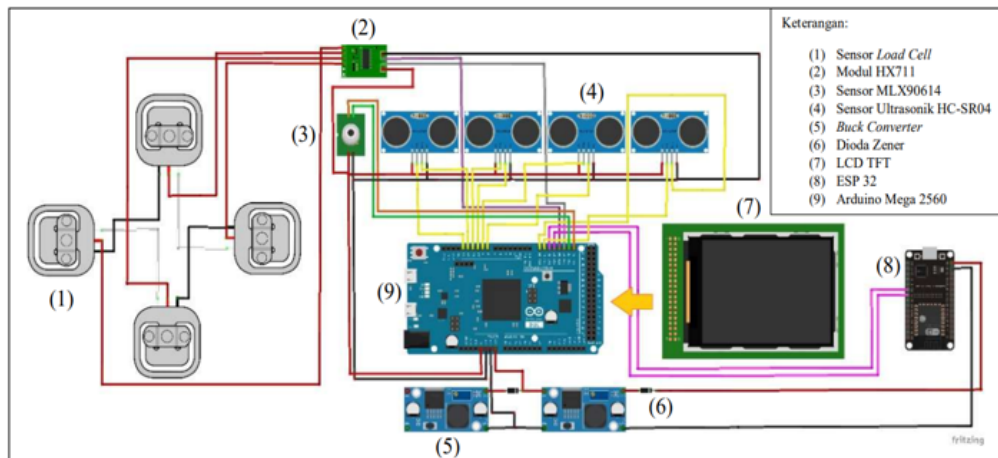 (2)
Keterangan:
(1) Sensor Load Cell
(2) Modul HX711
(3) Sensor MLX90614
(4) Sensor Ultrasonik HC-SR04
(5) Buck Converter
(6) Dioda Zener
(7) LCD TFT
(8) ESP 32
(9) Arduino Mega 2560
(4)
(3)
(7)
(8)
(1)
(9)
(6)
(5)
fritzing